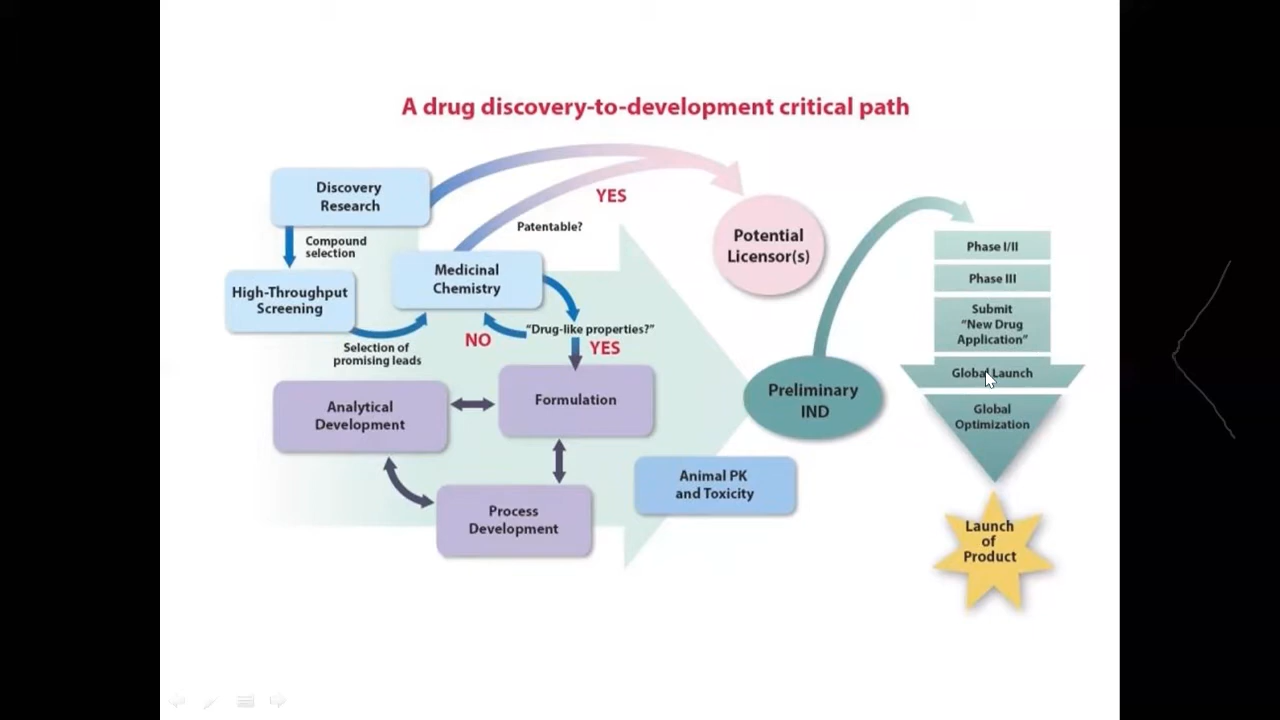 A drug discovery-to-development critical path
Discovery
Research
Compound
selection
High-Throughput
Screening
Selection of
promising leads
Medicinal
Chemistry
Patentable?
YES
"Drug-like properties?"
NO
YES
Potential
Licensor(s)
Formulation
Analytical
Development
Process
Development
Animal PK
and Toxicity
Preliminary
IND
Phase I/II
Phase III
Submit
"New Drug
Application"
Global Launch
Global
Optimization
Launch
of
Product